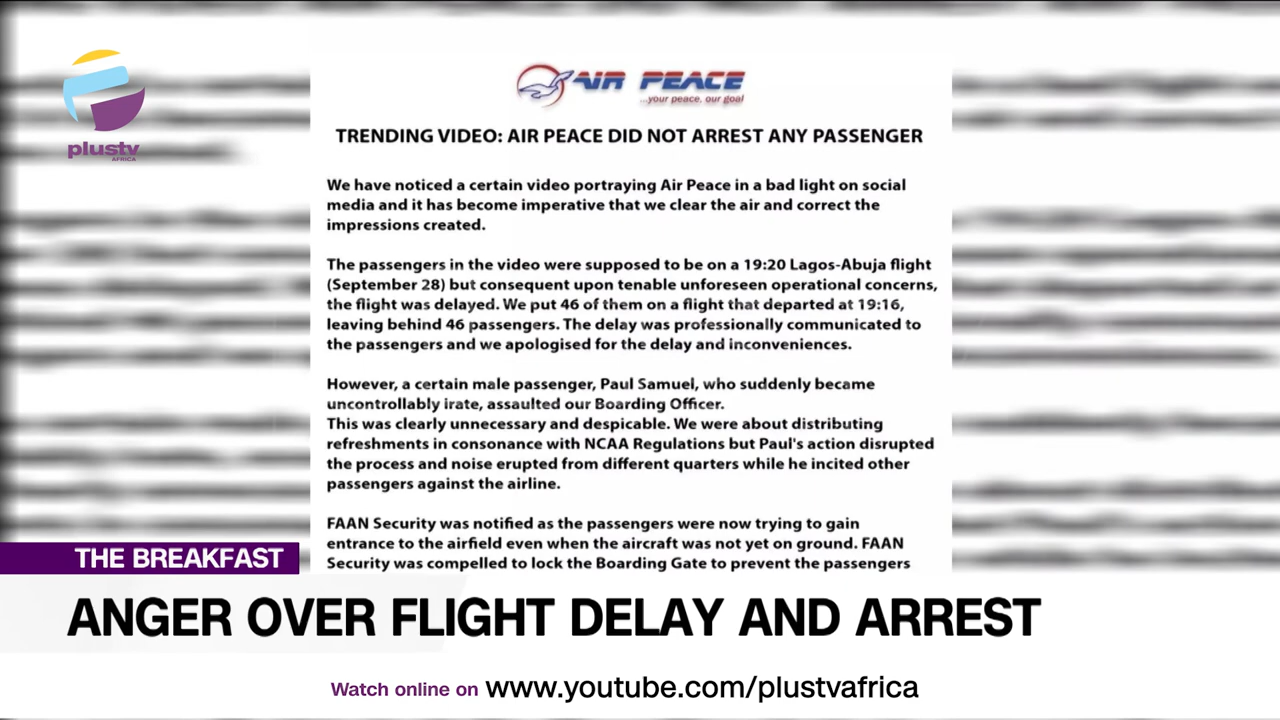 plustv
AFRICA
AIR PEACE
...your peace, our goal
TRENDING VIDEO: AIR PEACE DID NOT ARREST ANY PASSENGER
We have noticed a certain video portraying Air Peace in a bad light on social
media and it has become imperative that we clear the air and correct the
impressions created.
The passengers in the video were supposed to be on a 19:20 Lagos-Abuja flight
(September 28) but consequent upon tenable unforeseen operational concerns,
the flight was delayed. We put 46 of them on a flight that departed at 19:16,
leaving behind 46 passengers. The delay was professionally communicated to
the passengers and we apologised for the delay and inconveniences.
However, a certain male passenger, Paul Samuel, who suddenly became
uncontrollably irate, assaulted our Boarding Officer.
This was clearly unnecessary and despicable. We were about distributing
refreshments in consonance with NCAA Regulations but Paul's action disrupted
the process and noise erupted from different quarters while he incited other
passengers against the airline.
FAAN Security was notified as the passengers were now trying to gain
entrance to the airfield even when the aircraft was not yet on ground. FAAN
Security was compelled to lock the Boarding Gate to prevent the passengers
THE BREAKFAST
ANGER OVER FLIGHT DELAY AND ARREST
Watch online on www.youtube.com/plustvafrica